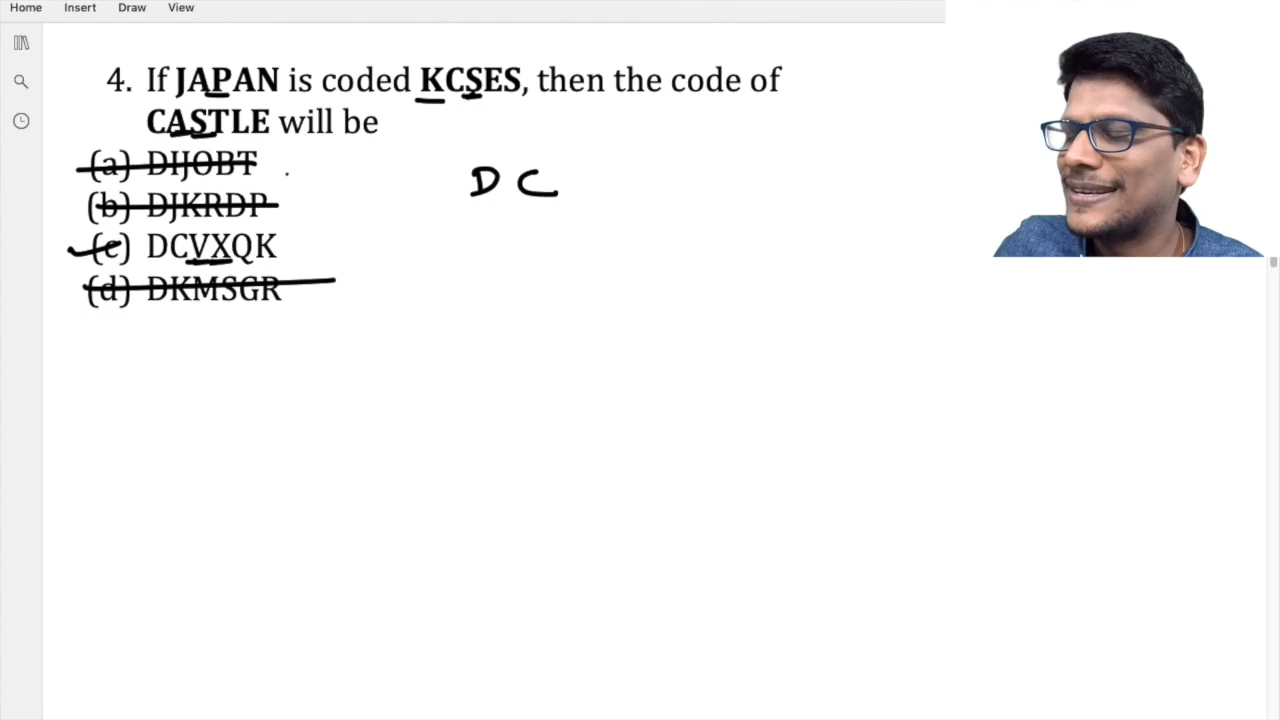 Home Insert Draw View
4. If JAPAN is coded KCSES, then the code of
CASTLE will be
(a) DIJOBT
(b) DJKRDP
(c) DCVXQK
(d) DKMSGR
D C